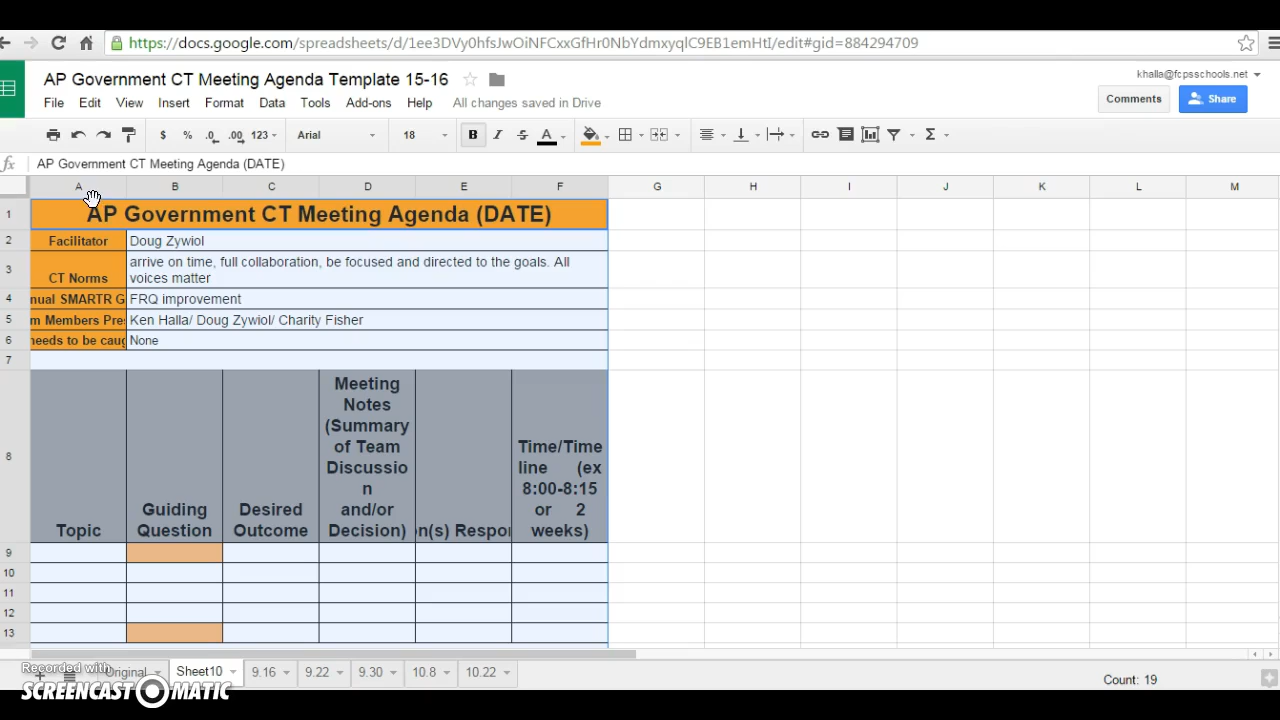 https://docs.google.com/spreadsheets/d/1ee3DVy0hfsJwOiNFCxxGfHr0NbYdmxyqlC9EB1emHtI/edit#gid=884294709
AP Government CT Meeting Agenda Template 15-16
khalla@fcpsschools.net
File Edit View Insert Format Data Tools Add-ons Help All changes saved in Drive
Comments
Share
$ % .0 .00 123 Arial 18 B I S A Σ
fx AP Government CT Meeting Agenda (DATE)
A B C D E F G H I J K L M
1 AP Government CT Meeting Agenda (DATE)
2 Facilitator Doug Zywiol
3 CT Norms arrive on time, full collaboration, be focused and directed to the goals. All
voices matter
4 nual SMARTR G FRQ improvement
5 m Members Pres Ken Halla/ Doug Zywiol/ Charity Fisher
6 needs to be caug None
7
8
Topic
Guiding
Question
Desired
Outcome
Meeting
Notes
(Summary
of Team
Discussio
n
and/or
Decision)
on(s) Respon
Time/Time
line (ex
8:00-8:15
or 2
weeks)
9
10
11
12
13
Original Sheet10 9.16 9.22 9.30 10.8 10.22
Count: 19
Recorded with
SCREENCAST MATIC